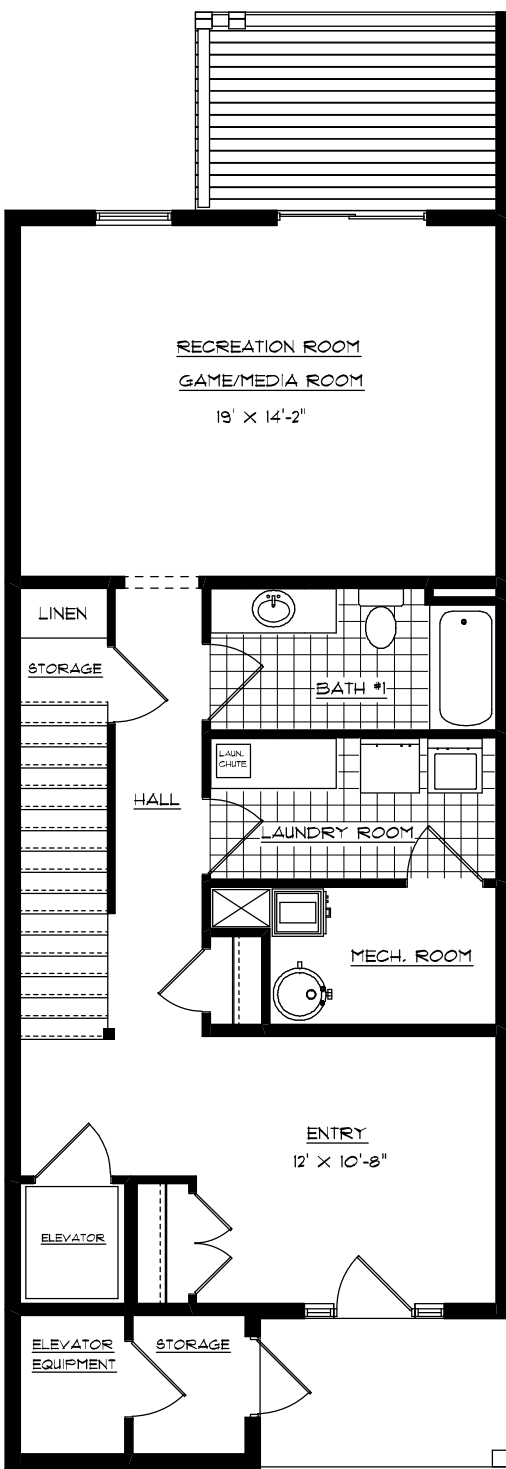 RECREATION ROOM
GAME/MEDIA ROOM
19' X 14'-2"
LINEN
STORAGE
BATH #1
LAUN.
CHUTE
HALL
LAUNDRY ROOM
MECH. ROOM
ENTRY
12' X 10'-8"
ELEVATOR
ELEVATOR
EQUIPMENT
STORAGE